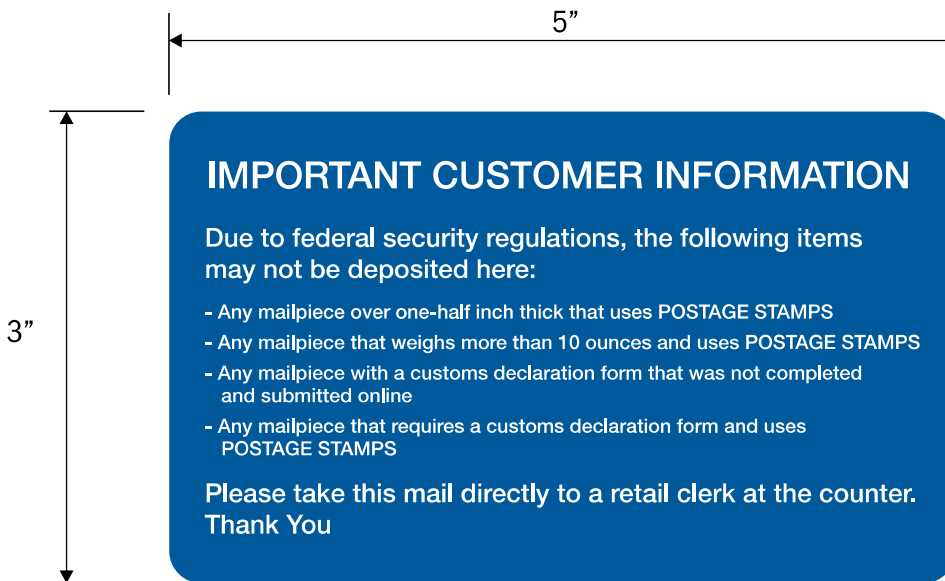 5”
3”
IMPORTANT CUSTOMER INFORMATION
Due to federal security regulations, the following items
may not be deposited here:
- Any mailpiece over one-half inch thick that uses POSTAGE STAMPS
- Any mailpiece that weighs more than 10 ounces and uses POSTAGE STAMPS
- Any mailpiece with a customs declaration form that was not completed
and submitted online
- Any mailpiece that requires a customs declaration form and uses
POSTAGE STAMPS
Please take this mail directly to a retail clerk at the counter.
Thank You